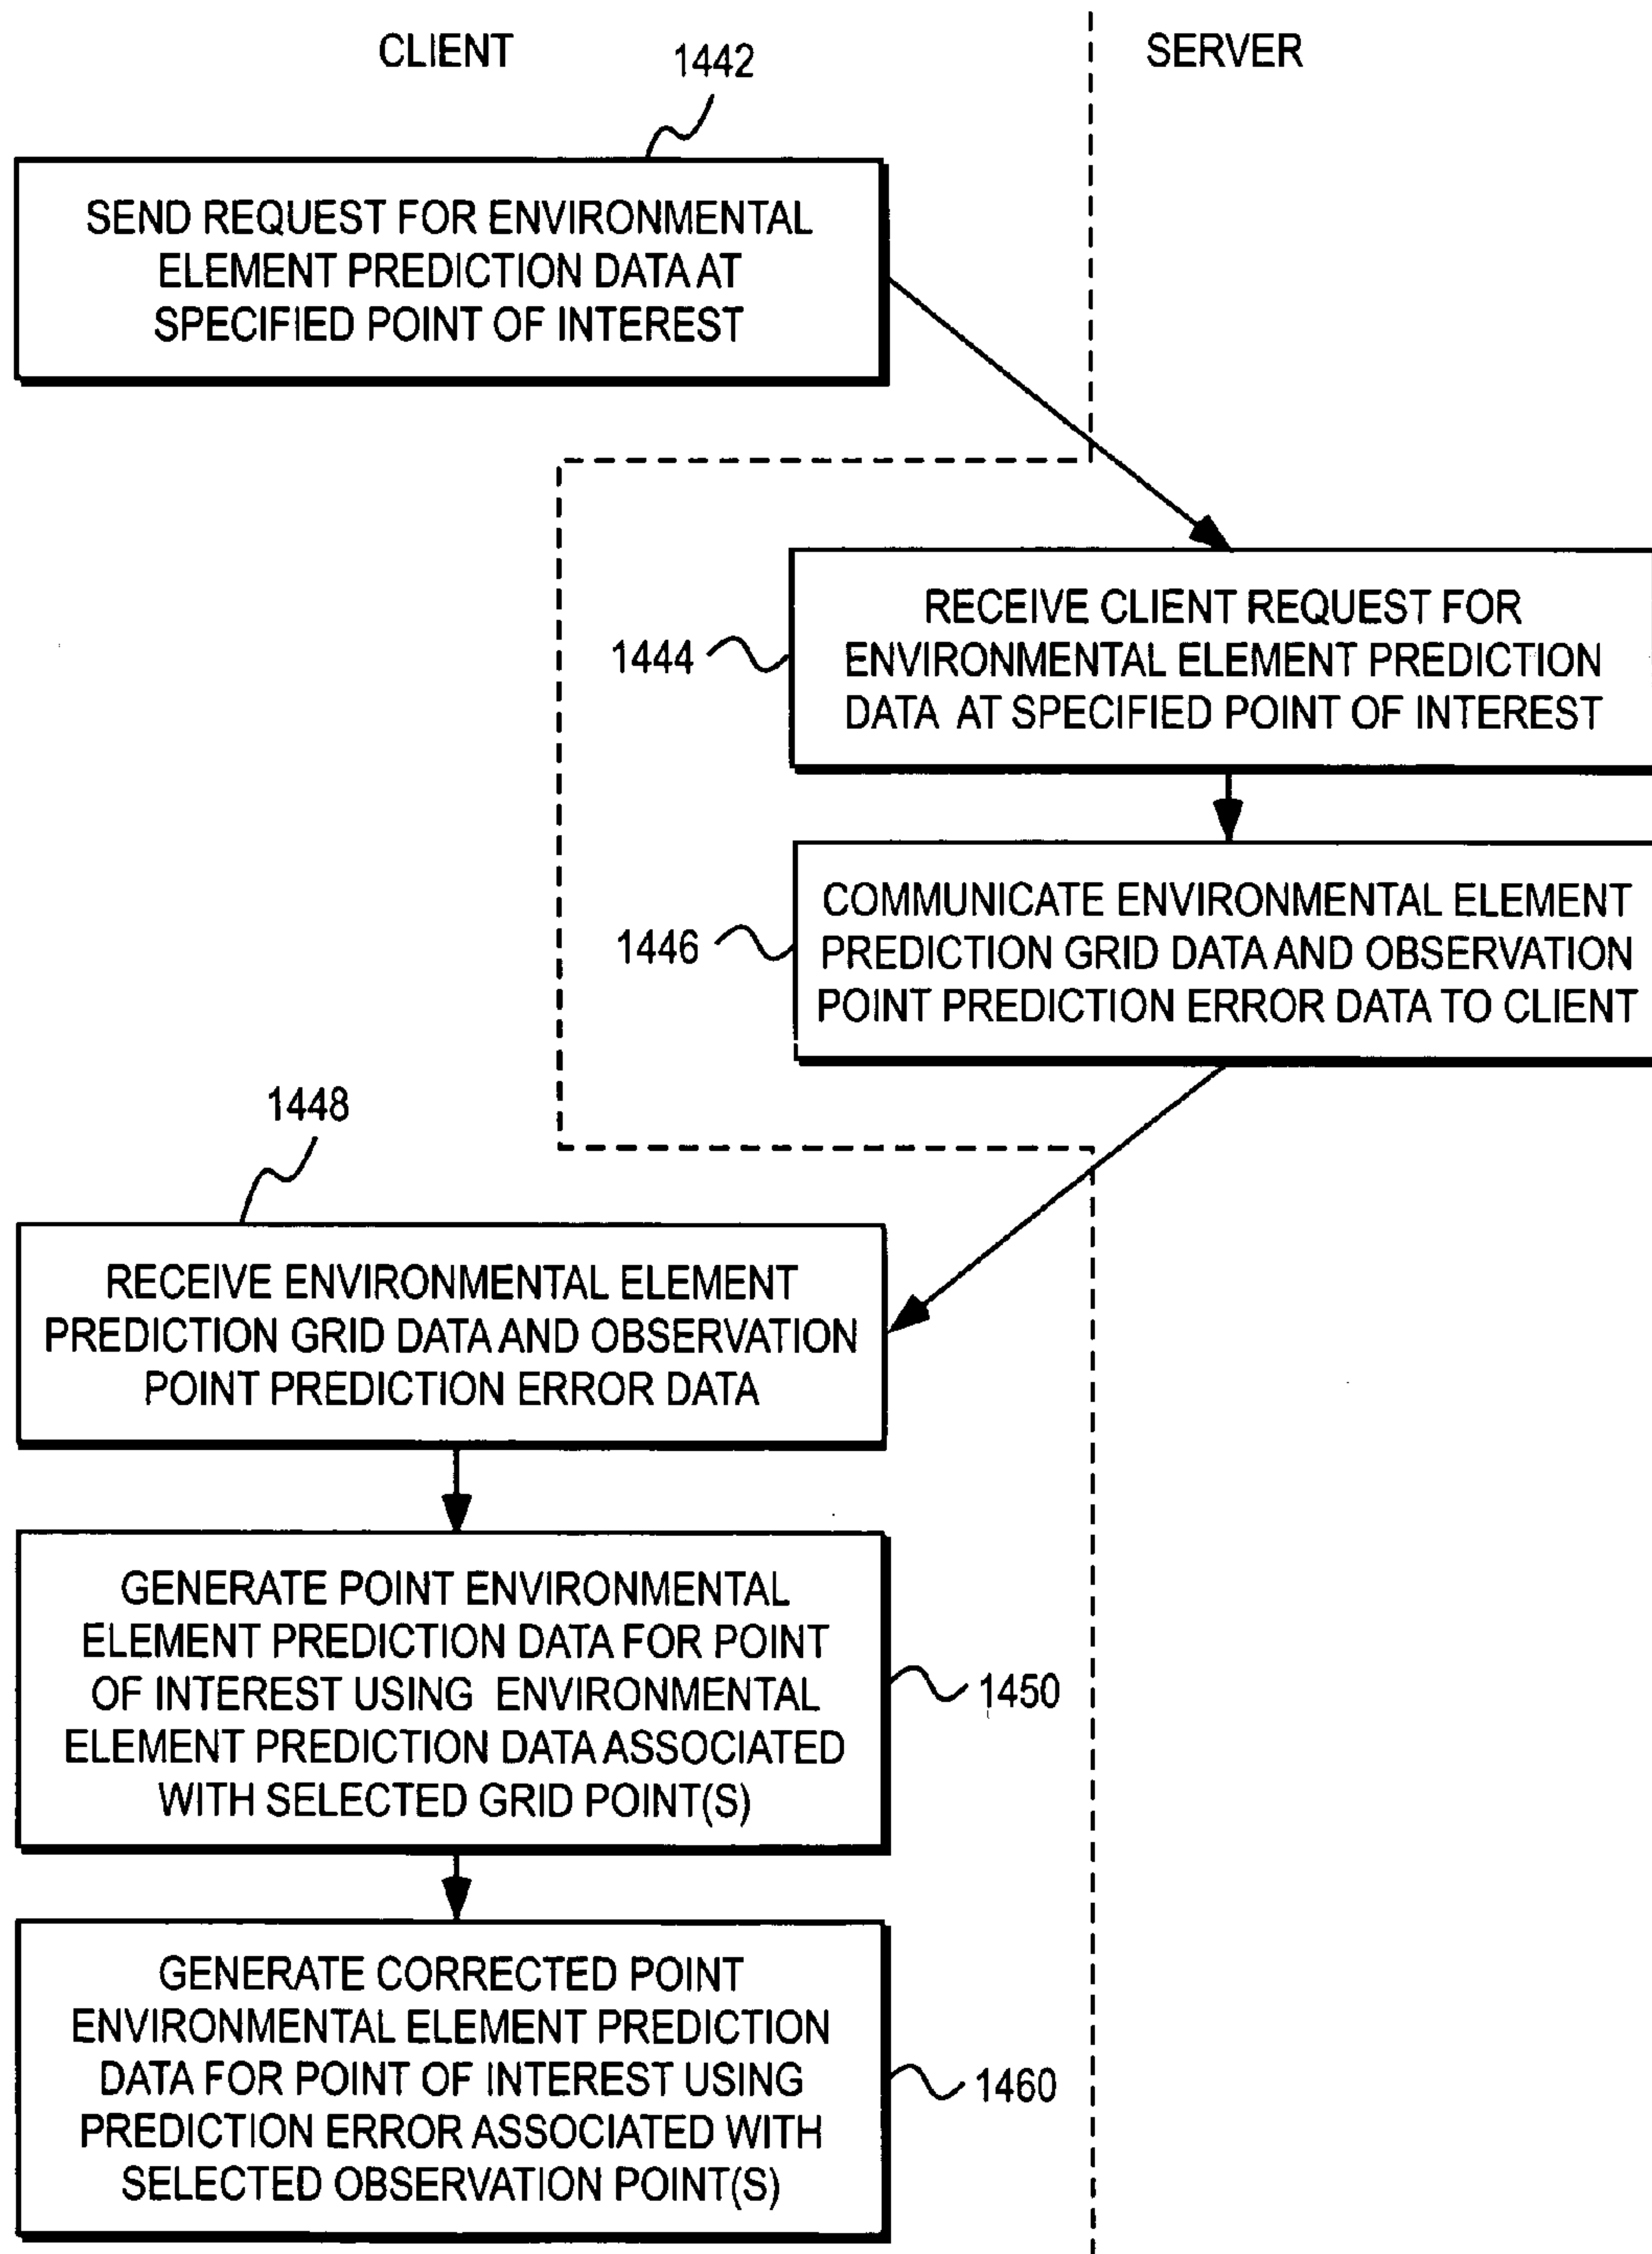 CLIENT
SERVER
1442
SEND REQUEST FOR ENVIRONMENTAL
ELEMENT PREDICTION DATA AT
SPECIFIED POINT OF INTEREST
1444
RECEIVE CLIENT REQUEST FOR
ENVIRONMENTAL ELEMENT PREDICTION
DATA AT SPECIFIED POINT OF INTEREST
1446
COMMUNICATE ENVIRONMENTAL ELEMENT
PREDICTION GRID DATA AND OBSERVATION
POINT PREDICTION ERROR DATA TO CLIENT
1448
RECEIVE ENVIRONMENTAL ELEMENT
PREDICTION GRID DATA AND OBSERVATION
POINT PREDICTION ERROR DATA
GENERATE POINT ENVIRONMENTAL
ELEMENT PREDICTION DATA FOR POINT
OF INTEREST USING ENVIRONMENTAL
ELEMENT PREDICTION DATA ASSOCIATED
WITH SELECTED GRID POINT(S)
1450
GENERATE CORRECTED POINT
ENVIRONMENTAL ELEMENT PREDICTION
DATA FOR POINT OF INTEREST USING
PREDICTION ERROR ASSOCIATED WITH
SELECTED OBSERVATION POINT(S)
1460